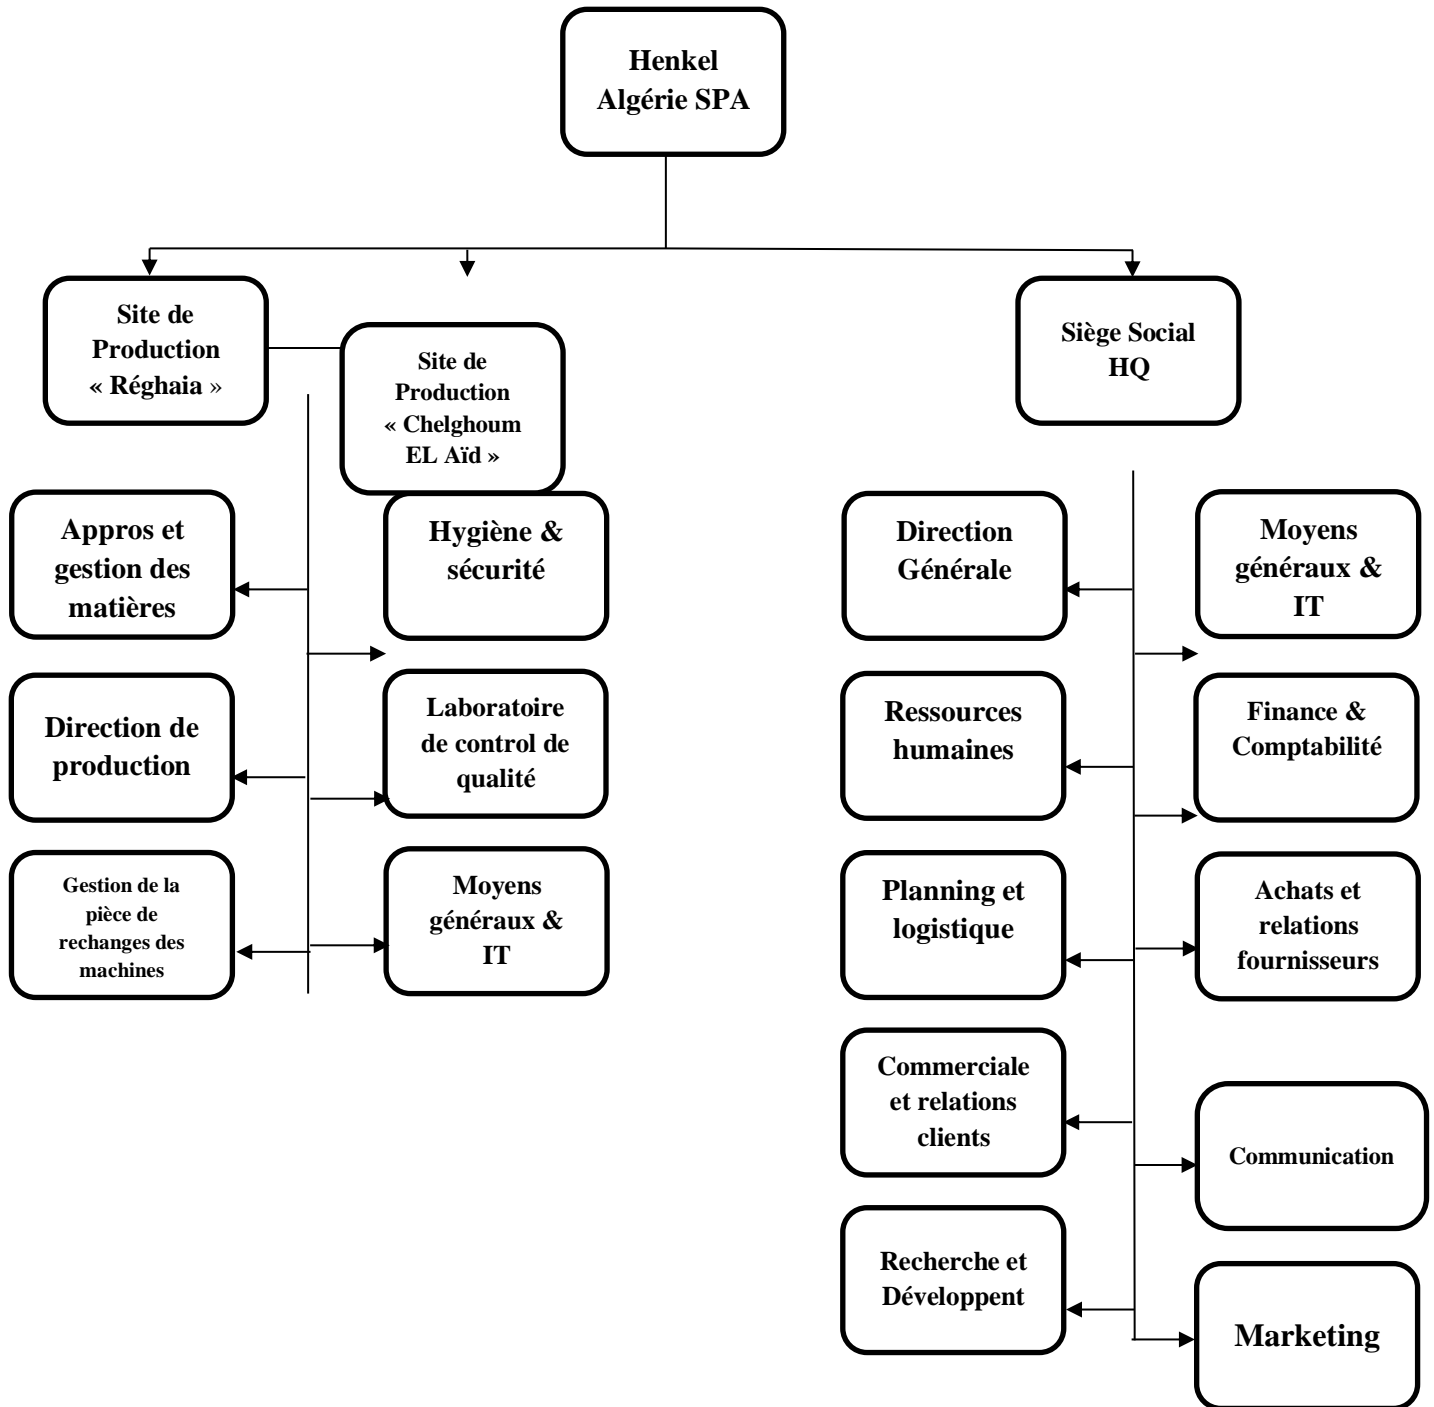 Henkel
Algérie SPA
Site de
Production
« Réghaia »
Site de
Production
« Chelghoum
EL Aïd »
Siège Social
HQ
Appros et
gestion des
matières
Hygiène &
sécurité
Direction
Générale
Moyens
généraux &
IT
Direction de
production
Laboratoire
de control de
qualité
Ressources
humaines
Finance &
Comptabilité
Gestion de la
pièce de
rechanges des
machines
Moyens
généraux &
IT
Planning et
logistique
Achats et
relations
fournisseurs
Commerciale
et relations
clients
Communication
Recherche et
Développent
Marketing